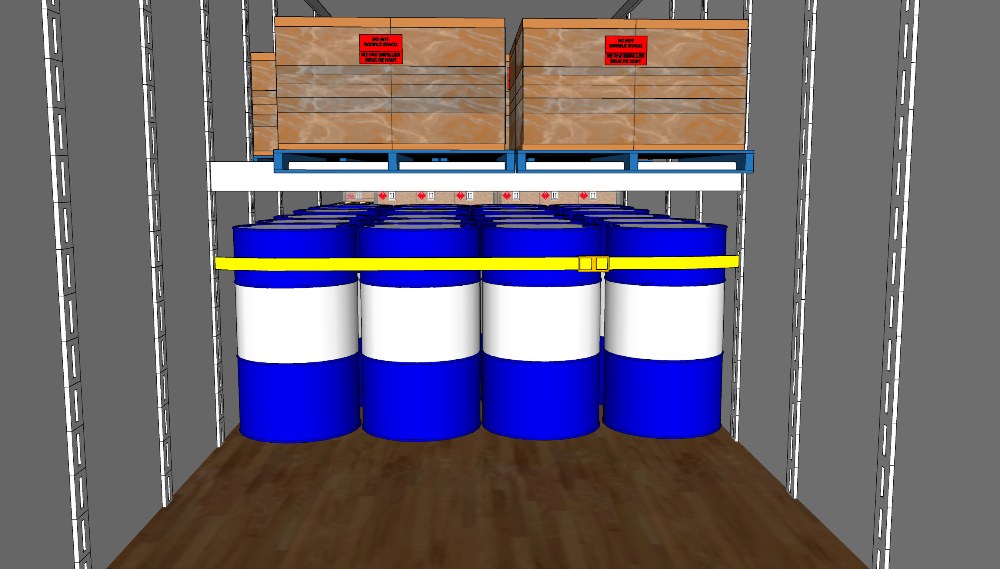 DO NOT
DOUBLE STACK
NE PAS EMPILLER
DEUX DE HAUT
DO NOT
DOUBLE STACK
NE PAS EMPILLER
DEUX DE HAUT